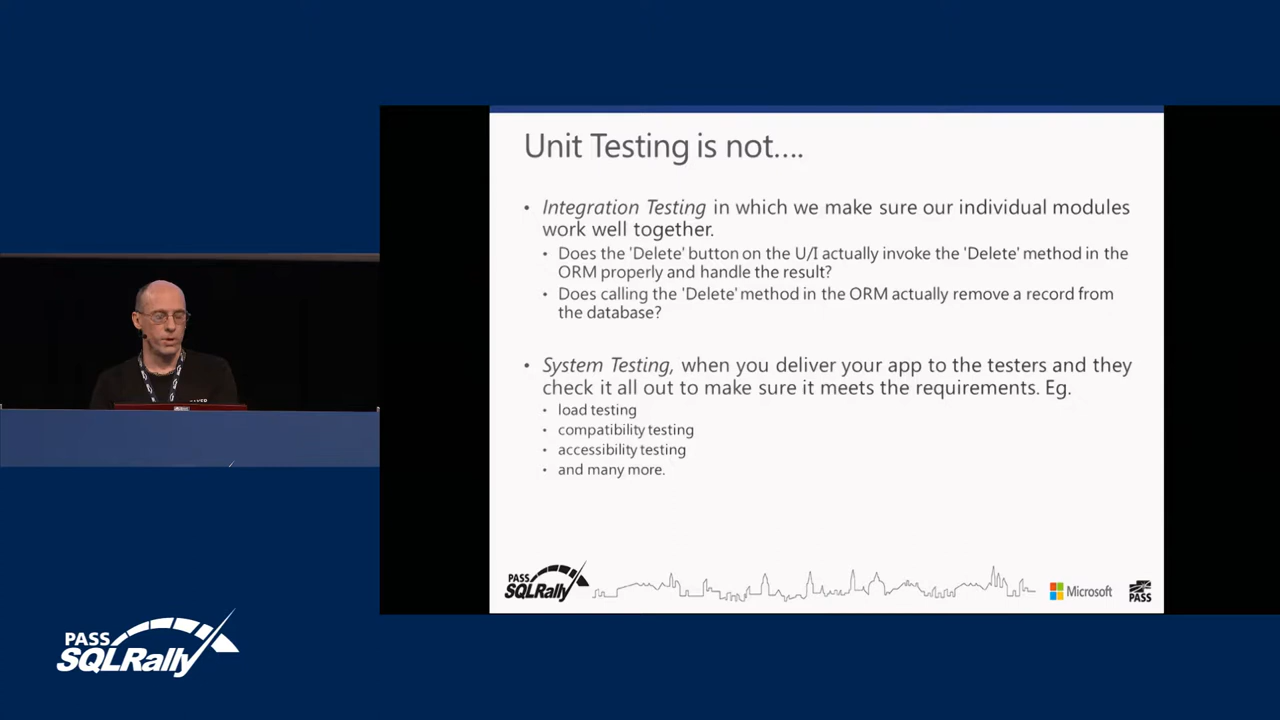 Unit Testing is not....
• Integration Testing in which we make sure our individual modules
work well together.
• Does the 'Delete' button on the U/I actually invoke the 'Delete' method in the
ORM properly and handle the result?
• Does calling the 'Delete' method in the ORM actually remove a record from
the database?
• System Testing, when you deliver your app to the testers and they
check it all out to make sure it meets the requirements. Eg.
• load testing
• compatibility testing
• accessibility testing
• and many more.
PASS
SQLRally
Microsoft
PASS
PASS
SQLRally